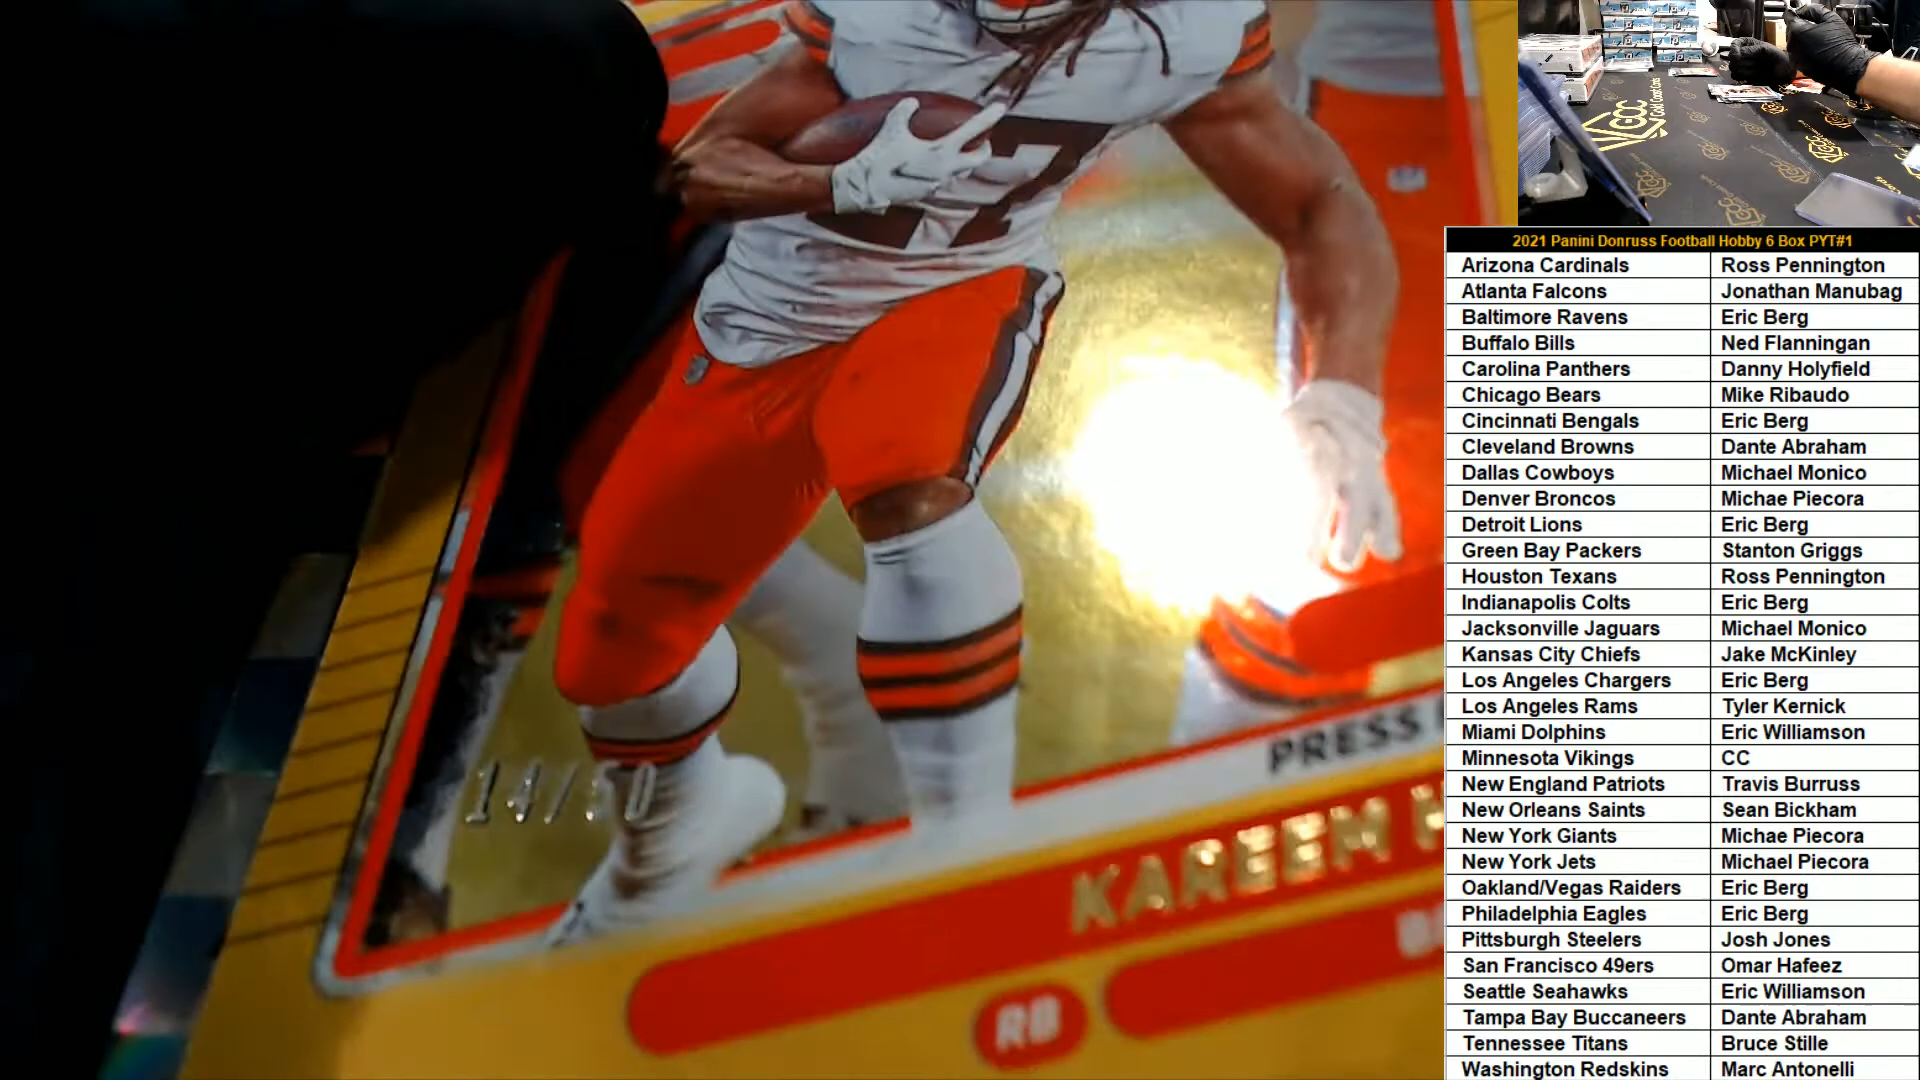 27
14/50
PRESS
KAREEM H
RB
GCC
Gold Coast Cards
2021 Panini Donruss Football Hobby 6 Box PYT#1
Arizona Cardinals Ross Pennington
Atlanta Falcons Jonathan Manubag
Baltimore Ravens Eric Berg
Buffalo Bills Ned Flanningan
Carolina Panthers Danny Holyfield
Chicago Bears Mike Ribaudo
Cincinnati Bengals Eric Berg
Cleveland Browns Dante Abraham
Dallas Cowboys Michael Monico
Denver Broncos Michae Piecora
Detroit Lions Eric Berg
Green Bay Packers Stanton Griggs
Houston Texans Ross Pennington
Indianapolis Colts Eric Berg
Jacksonville Jaguars Michael Monico
Kansas City Chiefs Jake McKinley
Los Angeles Chargers Eric Berg
Los Angeles Rams Tyler Kernick
Miami Dolphins Eric Williamson
Minnesota Vikings CC
New England Patriots Travis Burruss
New Orleans Saints Sean Bickham
New York Giants Michae Piecora
New York Jets Michael Piecora
Oakland/Vegas Raiders Eric Berg
Philadelphia Eagles Eric Berg
Pittsburgh Steelers Josh Jones
San Francisco 49ers Omar Hafeez
Seattle Seahawks Eric Williamson
Tampa Bay Buccaneers Dante Abraham
Tennessee Titans Bruce Stille
Washington Redskins Marc Antonelli